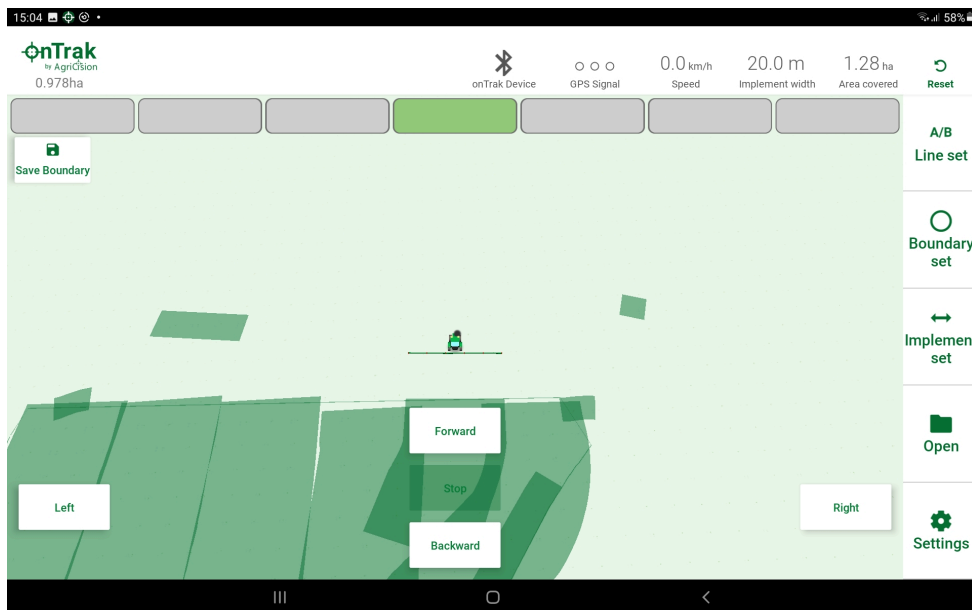 15:04
58%
onTrak
by AgriCision
0.978ha
onTrak Device
GPS Signal
0.0 km/h
Speed
20.0 m
Implement width
1.28 ha
Area covered
Reset
Save Boundary
A/B
Line set
Boundary
set
Implemen
set
Open
Settings
Forward
Stop
Backward
Left
Right